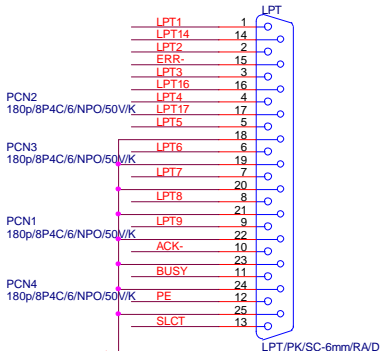 LPT
LPT1 1
LPT14 14
LPT2 2
ERR- 15
LPT3 3
LPT16 16
PCN2
LPT4 4
180p/8P4C/6/NPO/50V/K
LPT17 17
LPT5 5
18
PCN3
LPT6 6
180p/8P4C/6/NPO/50V/K
19
LPT7 7
20
LPT8 8
21
PCN1
LPT9 9
180p/8P4C/6/NPO/50V/K
22
ACK- 10
23
BUSY 11
PCN4
24
180p/8P4C/6/NPO/50V/K
PE 12
25
SLCT 13
LPT/PK/SC-6mm/RA/D